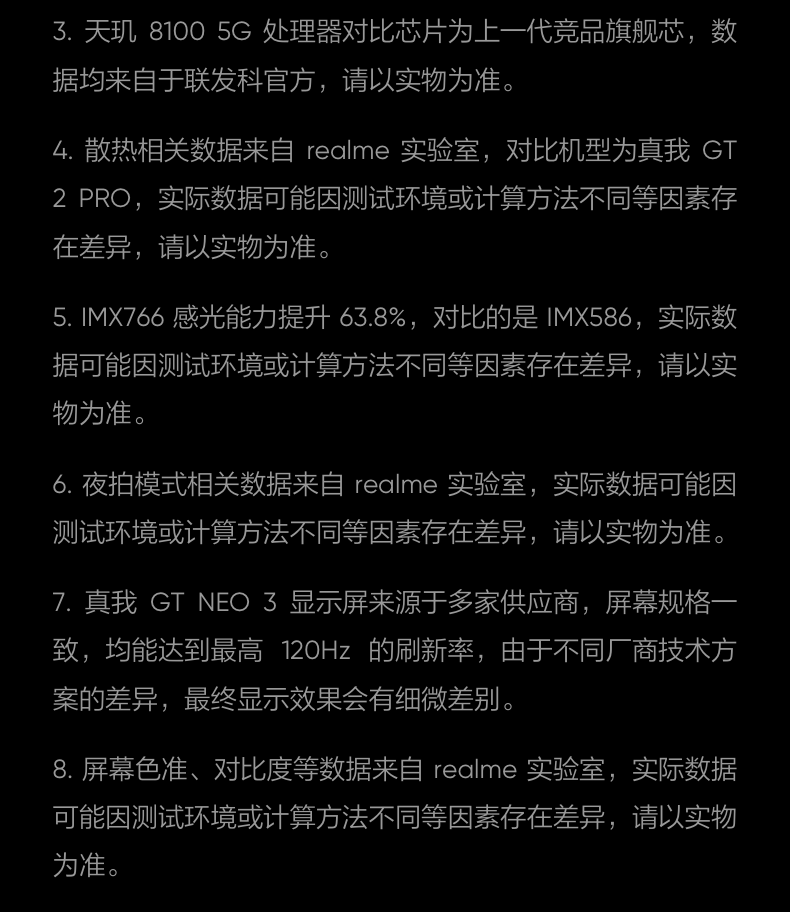 3. 天玑 8100 5G 处理器对比芯片为上一代竞品旗舰芯，数
据均来自于联发科官方，请以实物为准。
4. 散热相关数据来自 realme 实验室，对比机型为真我 GT
2 PRO，实际数据可能因测试环境或计算方法不同等因素存
在差异，请以实物为准。
5. IMX766 感光能力提升 63.8%，对比的是 IMX586，实际数
据可能因测试环境或计算方法不同等因素存在差异，请以实
物为准。
6. 夜拍模式相关数据来自 realme 实验室，实际数据可能因
测试环境或计算方法不同等因素存在差异，请以实物为准。
7. 真我 GT NEO 3 显示屏来源于多家供应商，屏幕规格一
致，均能达到最高 120Hz 的刷新率，由于不同厂商技术方
案的差异，最终显示效果会有细微差别。
8. 屏幕色准、对比度等数据来自 realme 实验室，实际数据
可能因测试环境或计算方法不同等因素存在差异，请以实物
为准。